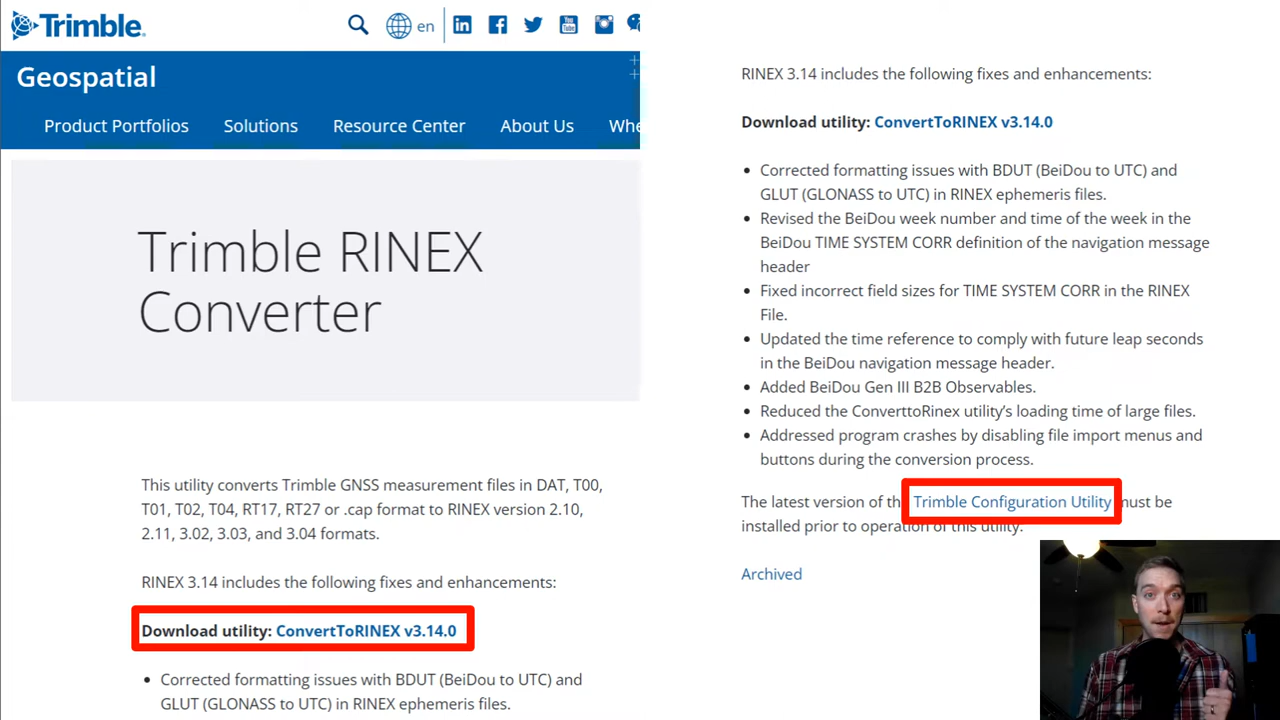 Trimble.
en
Geospatial
Product Portfolios Solutions Resource Center About Us Whe
Trimble RINEX
Converter
This utility converts Trimble GNSS measurement files in DAT, T00,
T01, T02, T04, RT17, RT27 or .cap format to RINEX version 2.10,
2.11, 3.02, 3.03, and 3.04 formats.
RINEX 3.14 includes the following fixes and enhancements:
Download utility: ConvertToRINEX v3.14.0
• Corrected formatting issues with BDUT (BeiDou to UTC) and
GLUT (GLONASS to UTC) in RINEX ephemeris files.
RINEX 3.14 includes the following fixes and enhancements:
Download utility: ConvertToRINEX v3.14.0
• Corrected formatting issues with BDUT (BeiDou to UTC) and
GLUT (GLONASS to UTC) in RINEX ephemeris files.
• Revised the BeiDou week number and time of the week in the
BeiDou TIME SYSTEM CORR definition of the navigation message
header
• Fixed incorrect field sizes for TIME SYSTEM CORR in the RINEX
File.
• Updated the time reference to comply with future leap seconds
in the BeiDou navigation message header.
• Added BeiDou Gen III B2B Observables.
• Reduced the ConverttoRinex utility’s loading time of large files.
• Addressed program crashes by disabling file import menus and
buttons during the conversion process.
The latest version of th Trimble Configuration Utility must be
installed prior to operation of this utility.
Archived